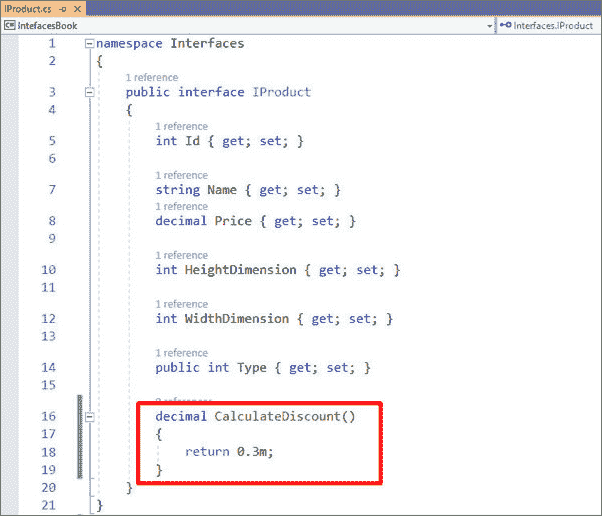 IProduct.cs
IntefacesBook
Interfaces.IProduct
1 namespace Interfaces
2 {
1 reference
3 public interface IProduct
4 {
1 reference
5 int Id { get; set; }
6
1 reference
7 string Name { get; set; }
1 reference
8 decimal Price { get; set; }
9
1 reference
10 int HeightDimension { get; set; }
11
1 reference
12 int WidthDimension { get; set; }
13
1 reference
14 public int Type { get; set; }
15
16 decimal CalculateDiscount()
17 {
18 return 0.3m;
19 }
20 }
21 }